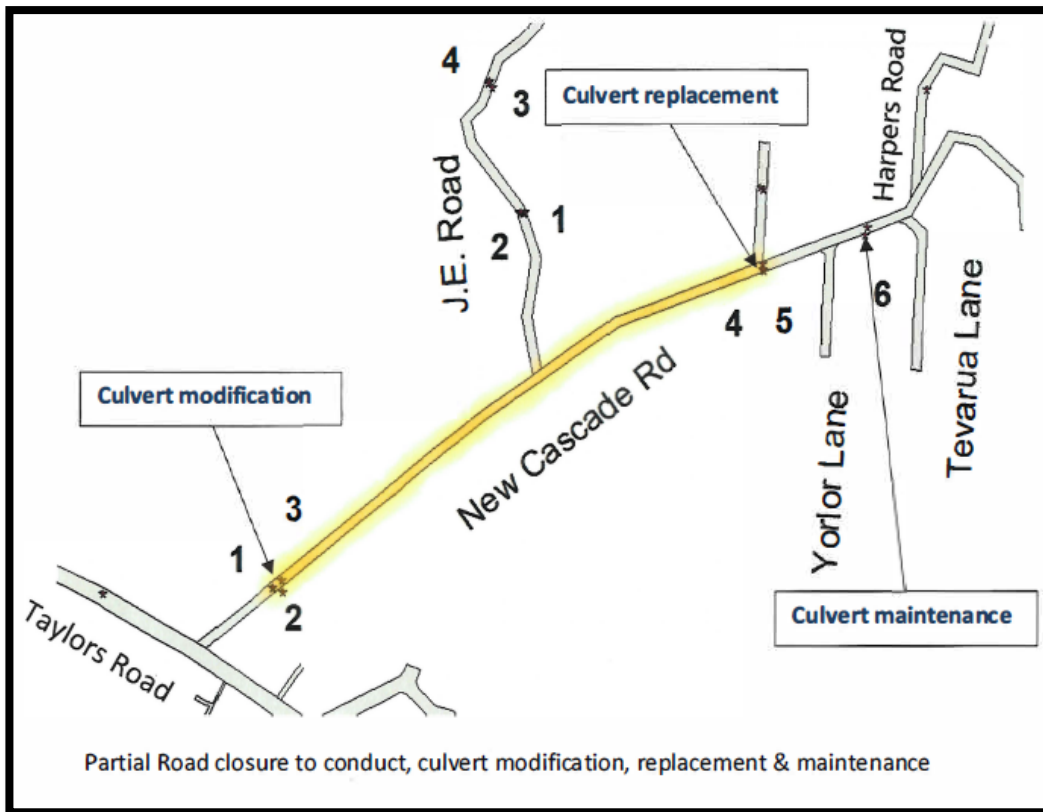 4
3
Culvert replacement
Harpers Road
J.E. Road
1
2
4
5
6
Culvert modification
New Cascade Rd
Yorlor Lane
Tevarua Lane
3
1
2
Culvert maintenance
Taylors Road
Partial Road closure to conduct, culvert modification, replacement & maintenance